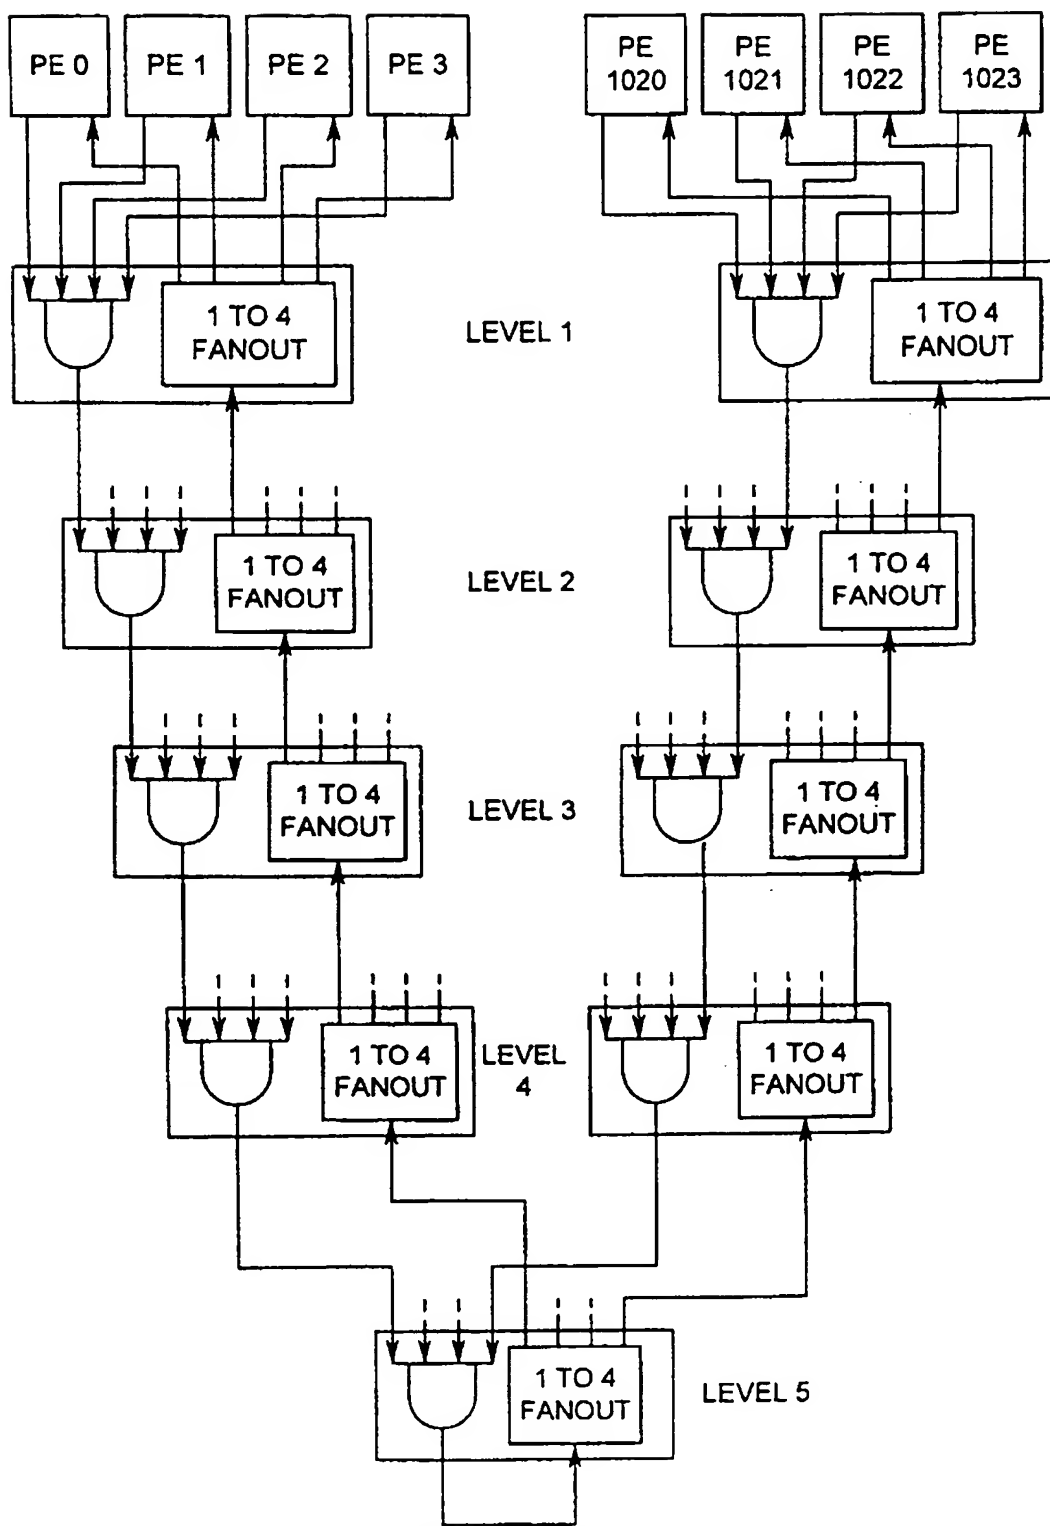 PE 0
PE 1
PE 2
PE 3
PE
1020
PE
1021
PE
1022
PE
1023
1 TO 4
FANOUT
LEVEL 1
1 TO 4
FANOUT
1 TO 4
FANOUT
LEVEL 2
1 TO 4
FANOUT
1 TO 4
FANOUT
LEVEL 3
1 TO 4
FANOUT
1 TO 4
FANOUT
LEVEL
4
1 TO 4
FANOUT
1 TO 4
FANOUT
LEVEL 5